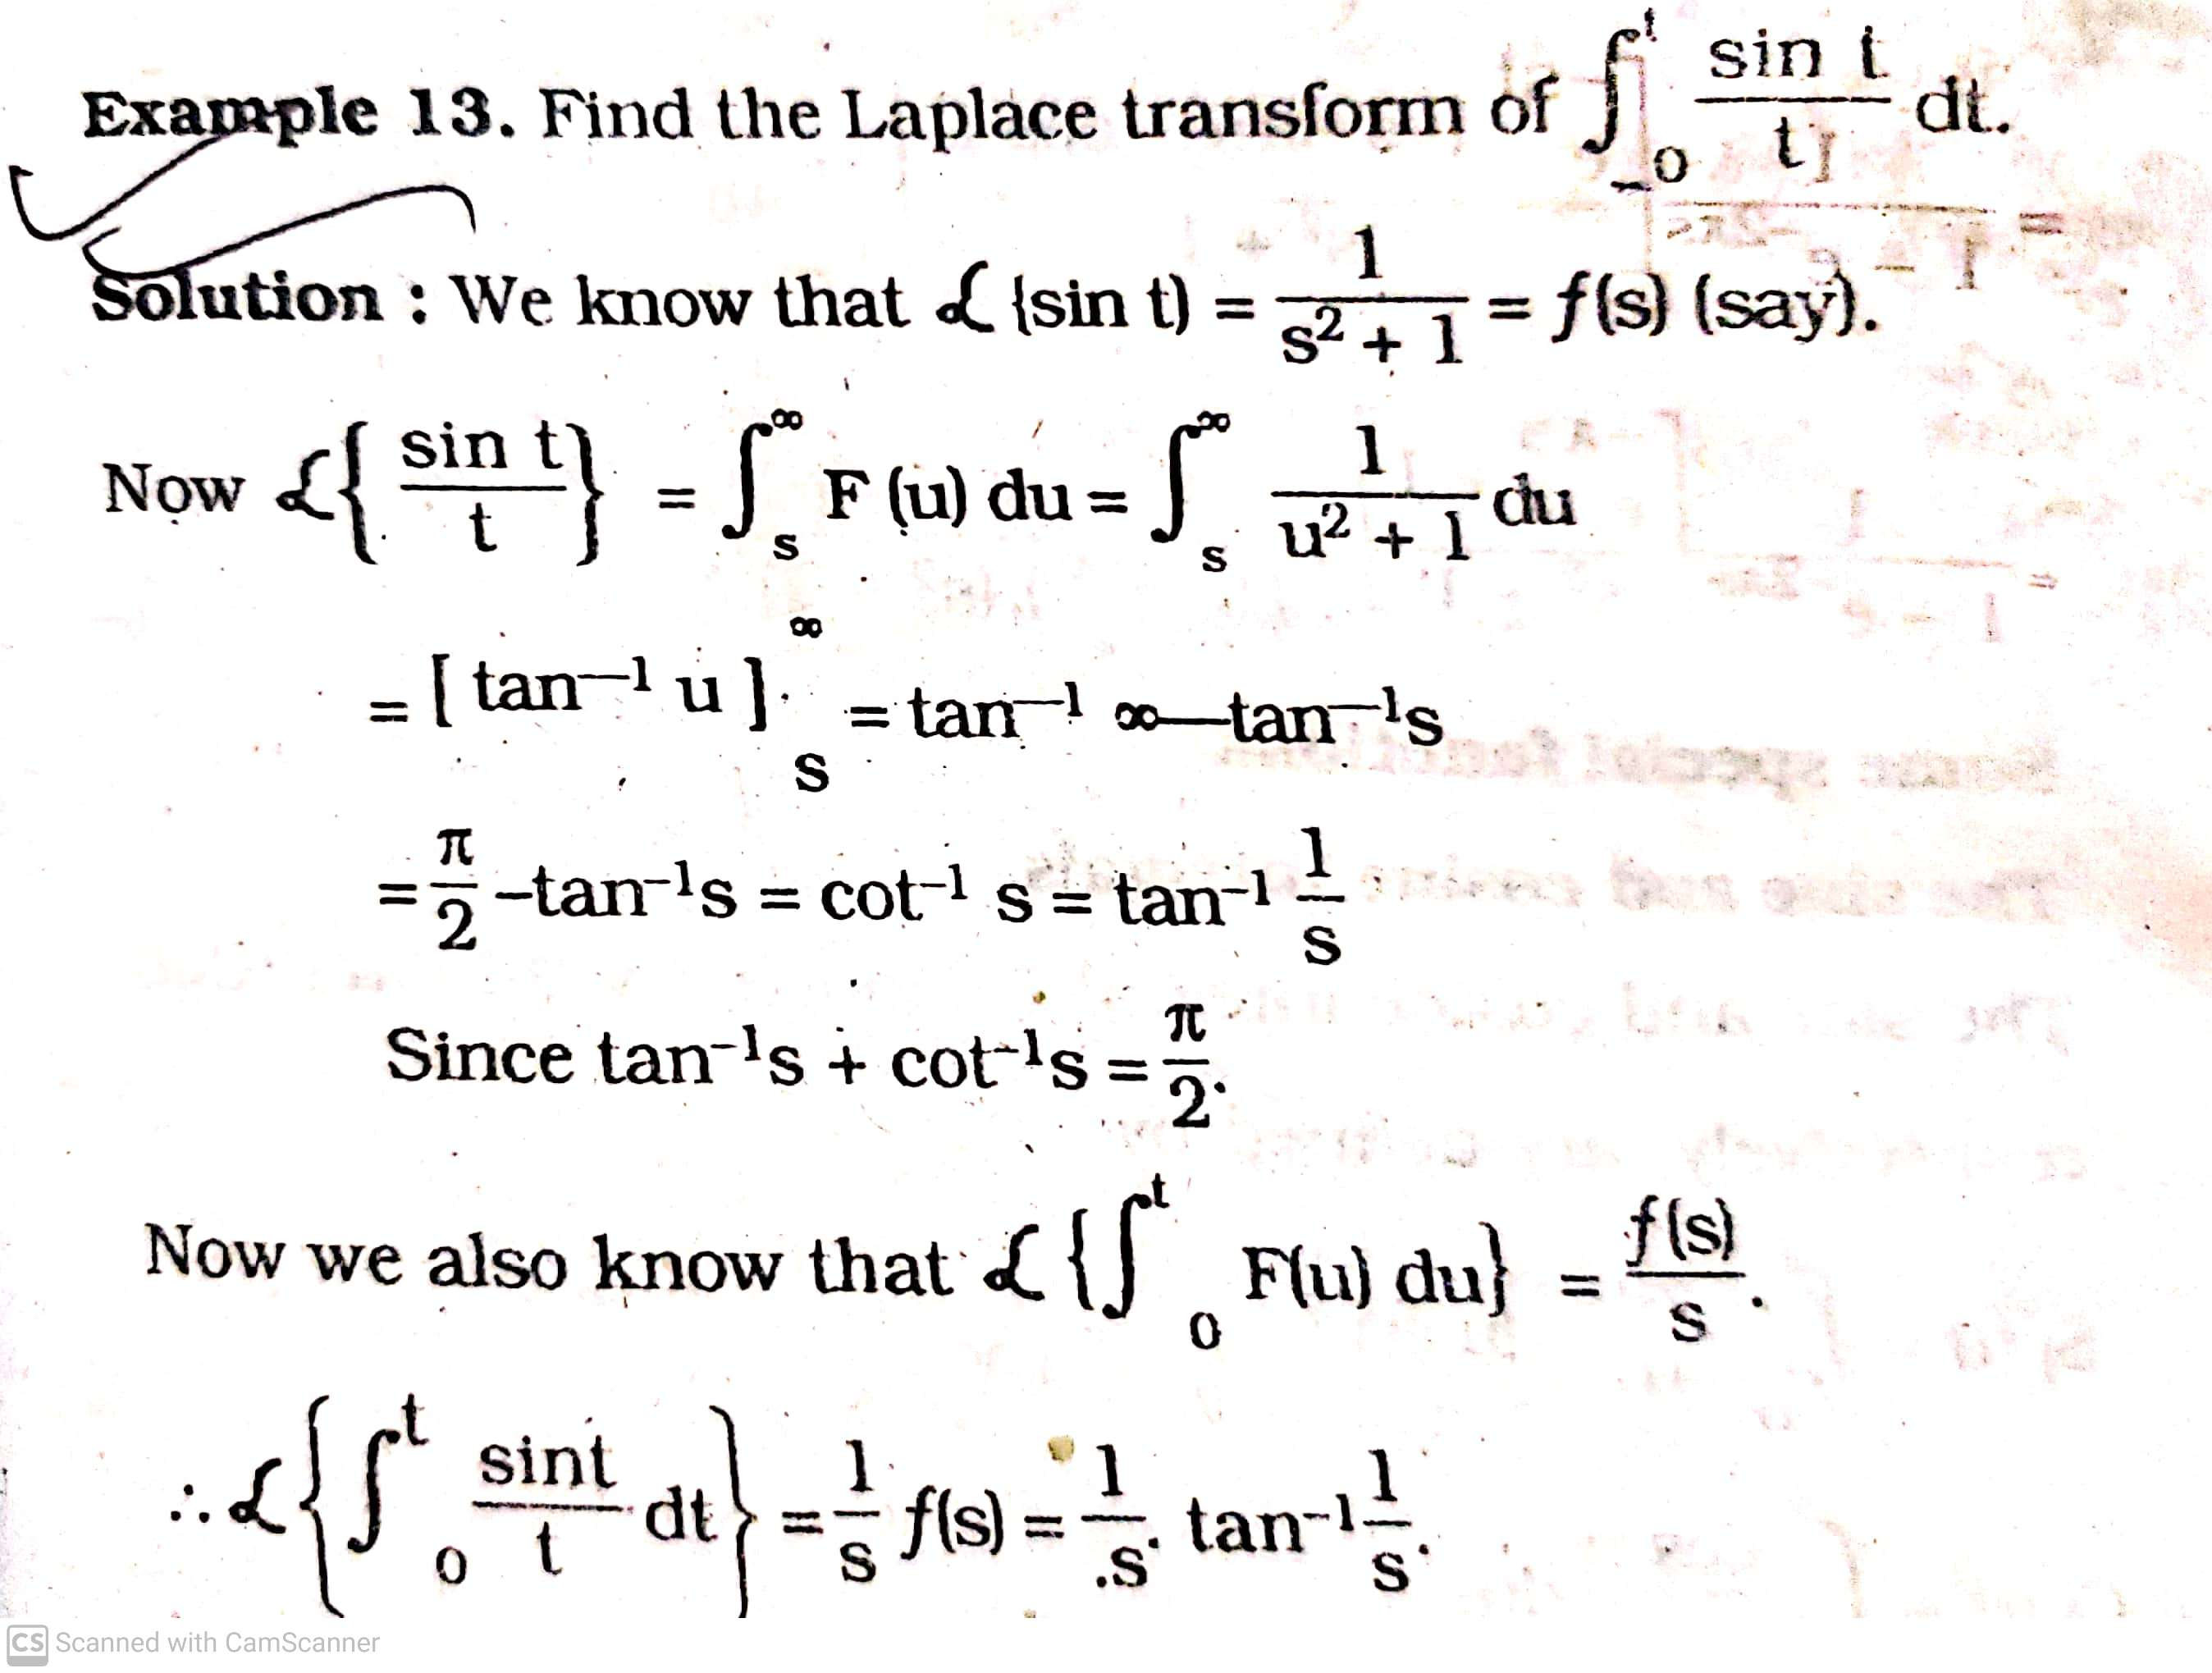 Example 13. Find the Laplace transform of ∫₀ᵗ (sin t)/t dt.
Solution : We know that ℒ {sin t) = 1/(s² + 1) = f(s) (say).
Now ℒ{ (sin t)/t } = ∫ₛ^∞ F (u) du = ∫ₛ^∞ 1/(u² + 1) du
= [ tan—1 u ]ₛ^∞ = tan—1 ∞—tan—1s
= π/2 –tan–1s = cot–1 s = tan–1 1/s
Since tan–1s + cot–1s = π/2.
Now we also know that ℒ {∫₀ᵗ F(u) du} = f(s)/s .
∴ ℒ{∫₀ᵗ (sint)/t dt} = 1/s f(s) = 1/s . tan–1 1/s.
CS Scanned with CamScanner